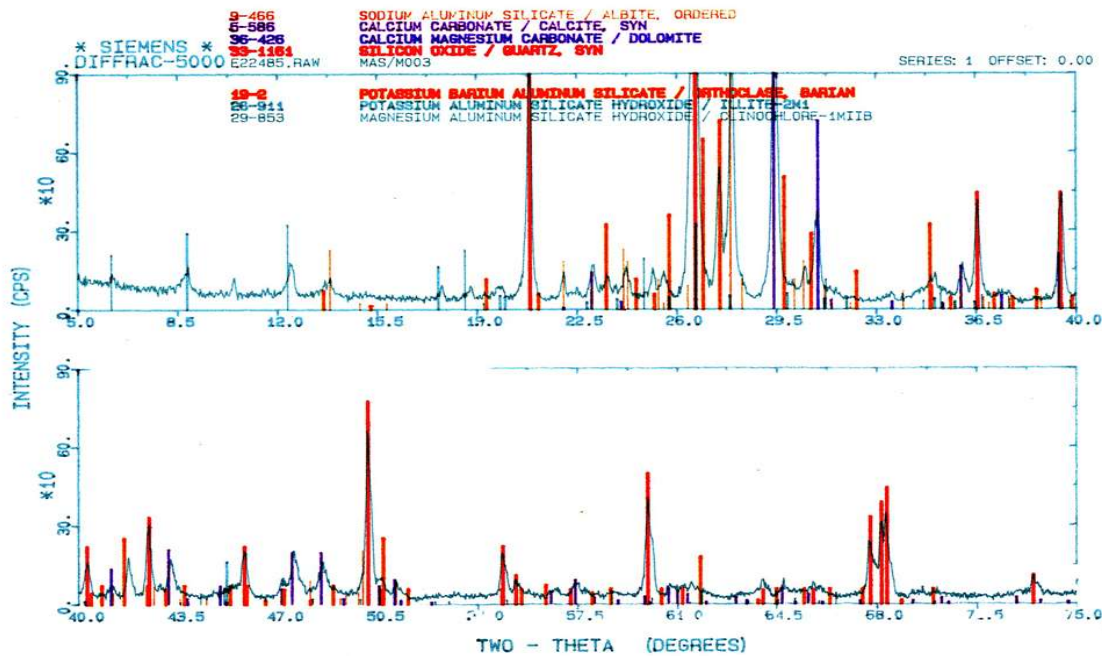 9-466 SODIUM ALUMINUM SILICATE / ALBITE, ORDERED
5-586 CALCIUM CARBONATE / CALCITE, SYN
36-426 CALCIUM MAGNESIUM CARBONATE / DOLOMITE
* SIEMENS * 33-1161 SILICON OXIDE / QUARTZ, SYN
DIFFRAC-5000 E22485.RAW MAS/M003 SERIES: 1 OFFSET: 0.00
19-2 POTASSIUM BARIUM ALUMINUM SILICATE / ORTHOCLASE, BARIAN
26-911 POTASSIUM ALUMINUM SILICATE HYDROXIDE / ILLITE-2M1
29-853 MAGNESIUM ALUMINUM SILICATE HYDROXIDE / CLINOCHLORE-1MIIB
INTENSITY (CPS)
90.
60.
*10
30.
0.
5.0 8.5 12.0 15.5 19.0 22.5 26.0 29.5 33.0 36.5 40.0
90.
60.
*10
30.
0.
40.0 43.5 47.0 50.5 57.5 61.0 64.5 68.0 71.5 75.0
TWO - THETA (DEGREES)